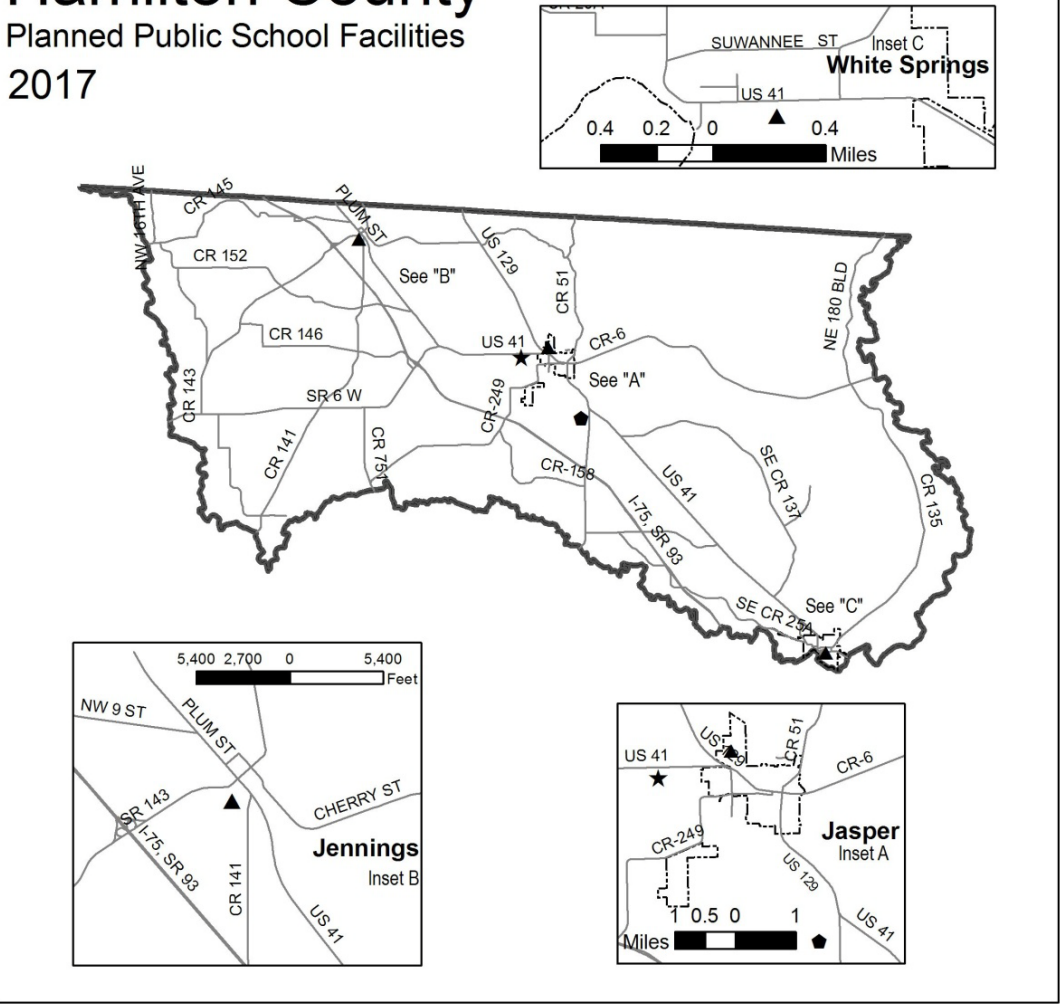 Hamilton County
Planned Public School Facilities
2017
SUWANNEE ST
Inset C
White Springs
US 41
0.4 0.2 0 0.4
Miles
NW 16TH AVE
CR 145
PLUM ST
CR 152
See "B"
US 129
CR 51
NE 180 BLD
CR 146
US 41
CR-6
See "A"
CR 143
SR 6 W
CR-249
CR 141
CR 751
CR-158
US 41
SE CR 137
I-75, SR 93
CR 135
SE CR 25A
See "C"
5,400 2,700 0 5,400
Feet
NW 9 ST
PLUM ST
SR 143
CHERRY ST
I-75, SR 93
Jennings
Inset B
CR 141
US 41
US 41
US 129
CR 51
CR-6
CR-249
Jasper
Inset A
US 129
US 41
1 0.5 0 1
Miles